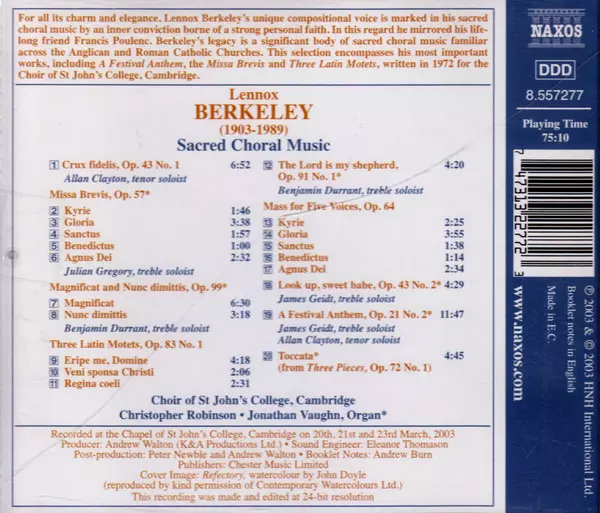 For all its charm and elegance, Lennox Berkeley's unique compositional voice is marked in his sacred
choral music by an inner conviction borne of a strong personal faith. In this regard he mirrored his life-
long friend Francis Poulenc. Berkeley's legacy is a significant body of sacred choral music familiar
across the Anglican and Roman Catholic Churches. This selection encompasses his most important
works, including A Festival Anthem, the Missa Brevis and Three Latin Motets, written in 1972 for the
Choir of St John's College, Cambridge.
Lennox
BERKELEY
(1903-1989)
Sacred Choral Music
1 Crux fidelis, Op. 43 No. 1 6:52
Allan Clayton, tenor soloist
Missa Brevis, Op. 57*
2 Kyrie 1:46
3 Gloria 3:38
4 Sanctus 1:57
5 Benedictus 1:00
6 Agnus Dei 2:32
Julian Gregory, treble soloist
Magnificat and Nunc dimittis, Op. 99*
7 Magnificat 6:30
8 Nunc dimittis 3:18
Benjamin Durrant, treble soloist
Three Latin Motets, Op. 83 No. 1
9 Eripe me, Domine 4:18
10 Veni sponsa Christi 2:06
11 Regina coeli 2:31
12 The Lord is my shepherd, 4:20
Op. 91 No. 1*
Benjamin Durrant, treble soloist
Mass for Five Voices, Op. 64
13 Kyrie 2:25
14 Gloria 3:55
15 Sanctus 1:38
16 Benedictus 1:14
17 Agnus Dei 2:34
18 Look up, sweet babe, Op. 43 No. 2* 4:29
James Geidt, treble soloist
19 A Festival Anthem, Op. 21 No. 2* 11:47
James Geidt, treble soloist
Allan Clayton, tenor soloist
20 Toccata* 4:45
(from Three Pieces, Op. 72 No. 1)
Choir of St John's College, Cambridge
Christopher Robinson • Jonathan Vaughn, Organ*
Recorded at the Chapel of St John's College, Cambridge on 20th, 21st and 23rd March, 2003
Producer: Andrew Walton (K&A Productions Ltd.) • Sound Engineer: Eleanor Thomason
Post-production: Peter Newble and Andrew Walton • Booklet Notes: Andrew Burn
Publishers: Chester Music Limited
Cover Image: Refectory, watercolour by John Doyle
(reproduced by kind permission of Contemporary Watercolours Ltd.)
This recording was made and edited at 24-bit resolution
NAXOS
DDD
8.557277
Playing Time
75:10
7 47313 22772 3
www.naxos.com
Made in E.C.
Booklet notes in English
℗ 2003 & © 2003 HNH International Ltd.